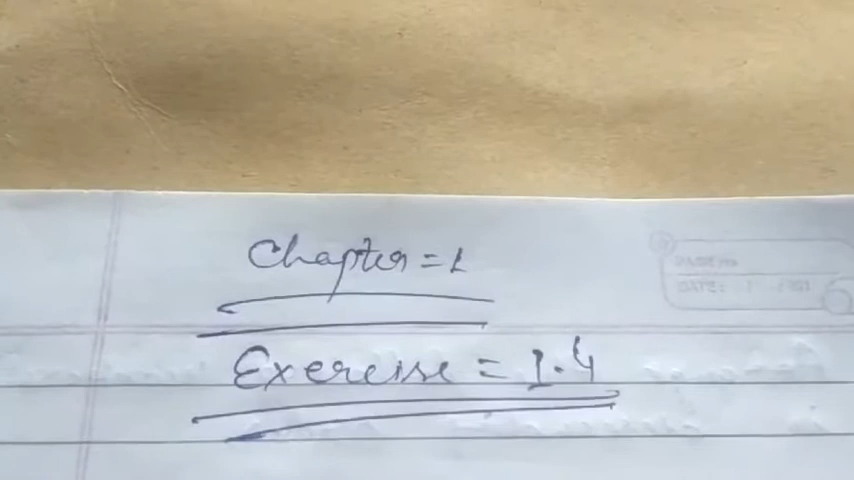 Chapter = 1
Exercise = 1.4